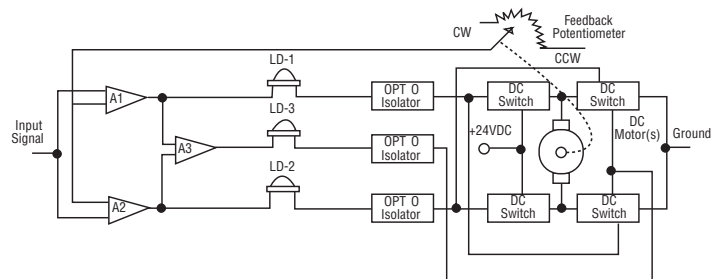 CW
Feedback
Potentiometer
CCW
LD-1
A1
OPT O
Isolator
DC
Switch
DC
Switch
LD-3
Input
Signal
A3
OPT O
Isolator
+24VDC
DC
Motor(s)
Ground
LD-2
A2
OPT O
Isolator
DC
Switch
DC
Switch